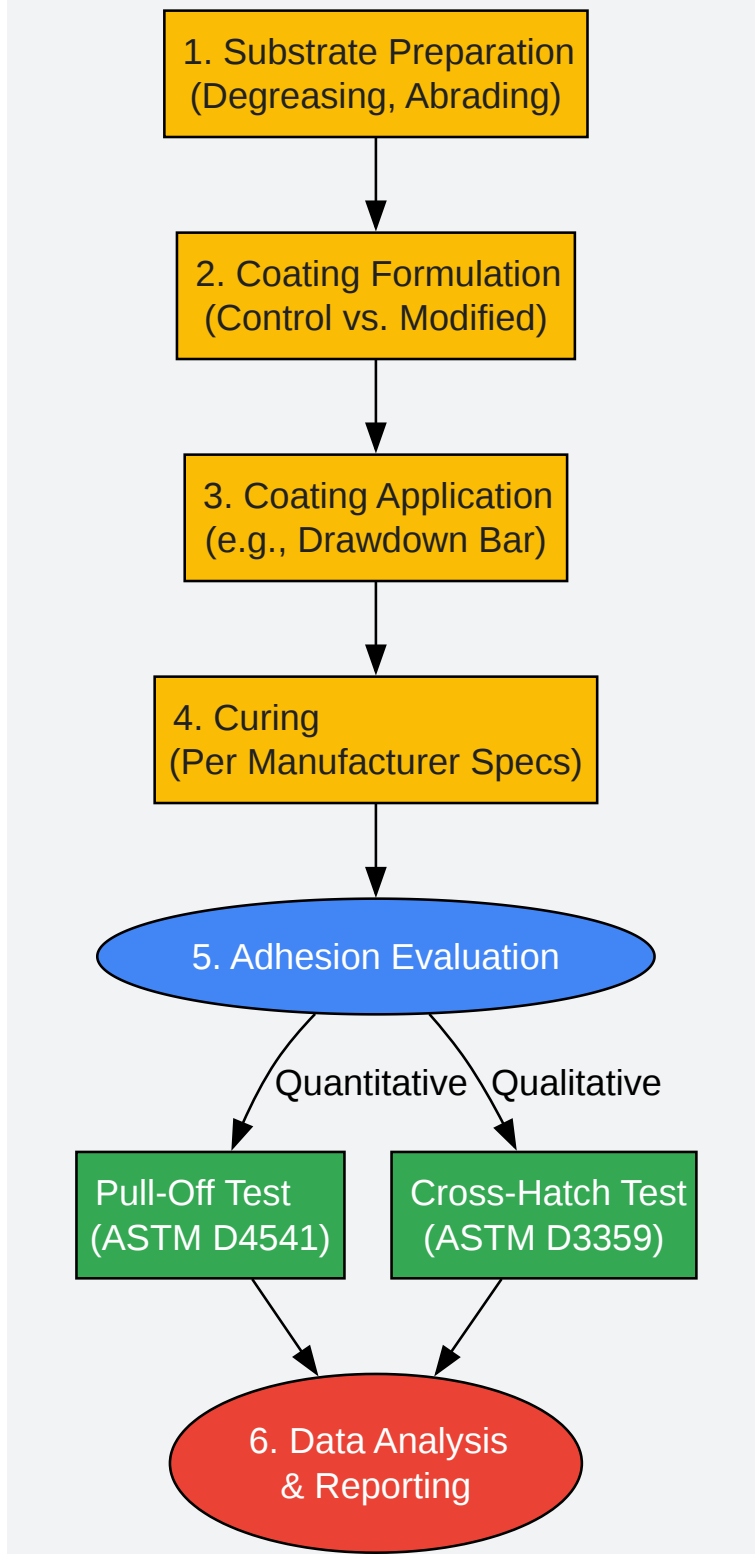 1. Substrate Preparation
(Degreasing, Abrading)
2. Coating Formulation
(Control vs. Modified)
3. Coating Application
(e.g., Drawdown Bar)
4. Curing
(Per Manufacturer Specs)
5. Adhesion Evaluation
Quantitative
Qualitative
Pull-Off Test
(ASTM D4541)
Cross-Hatch Test
(ASTM D3359)
6. Data Analysis
& Reporting